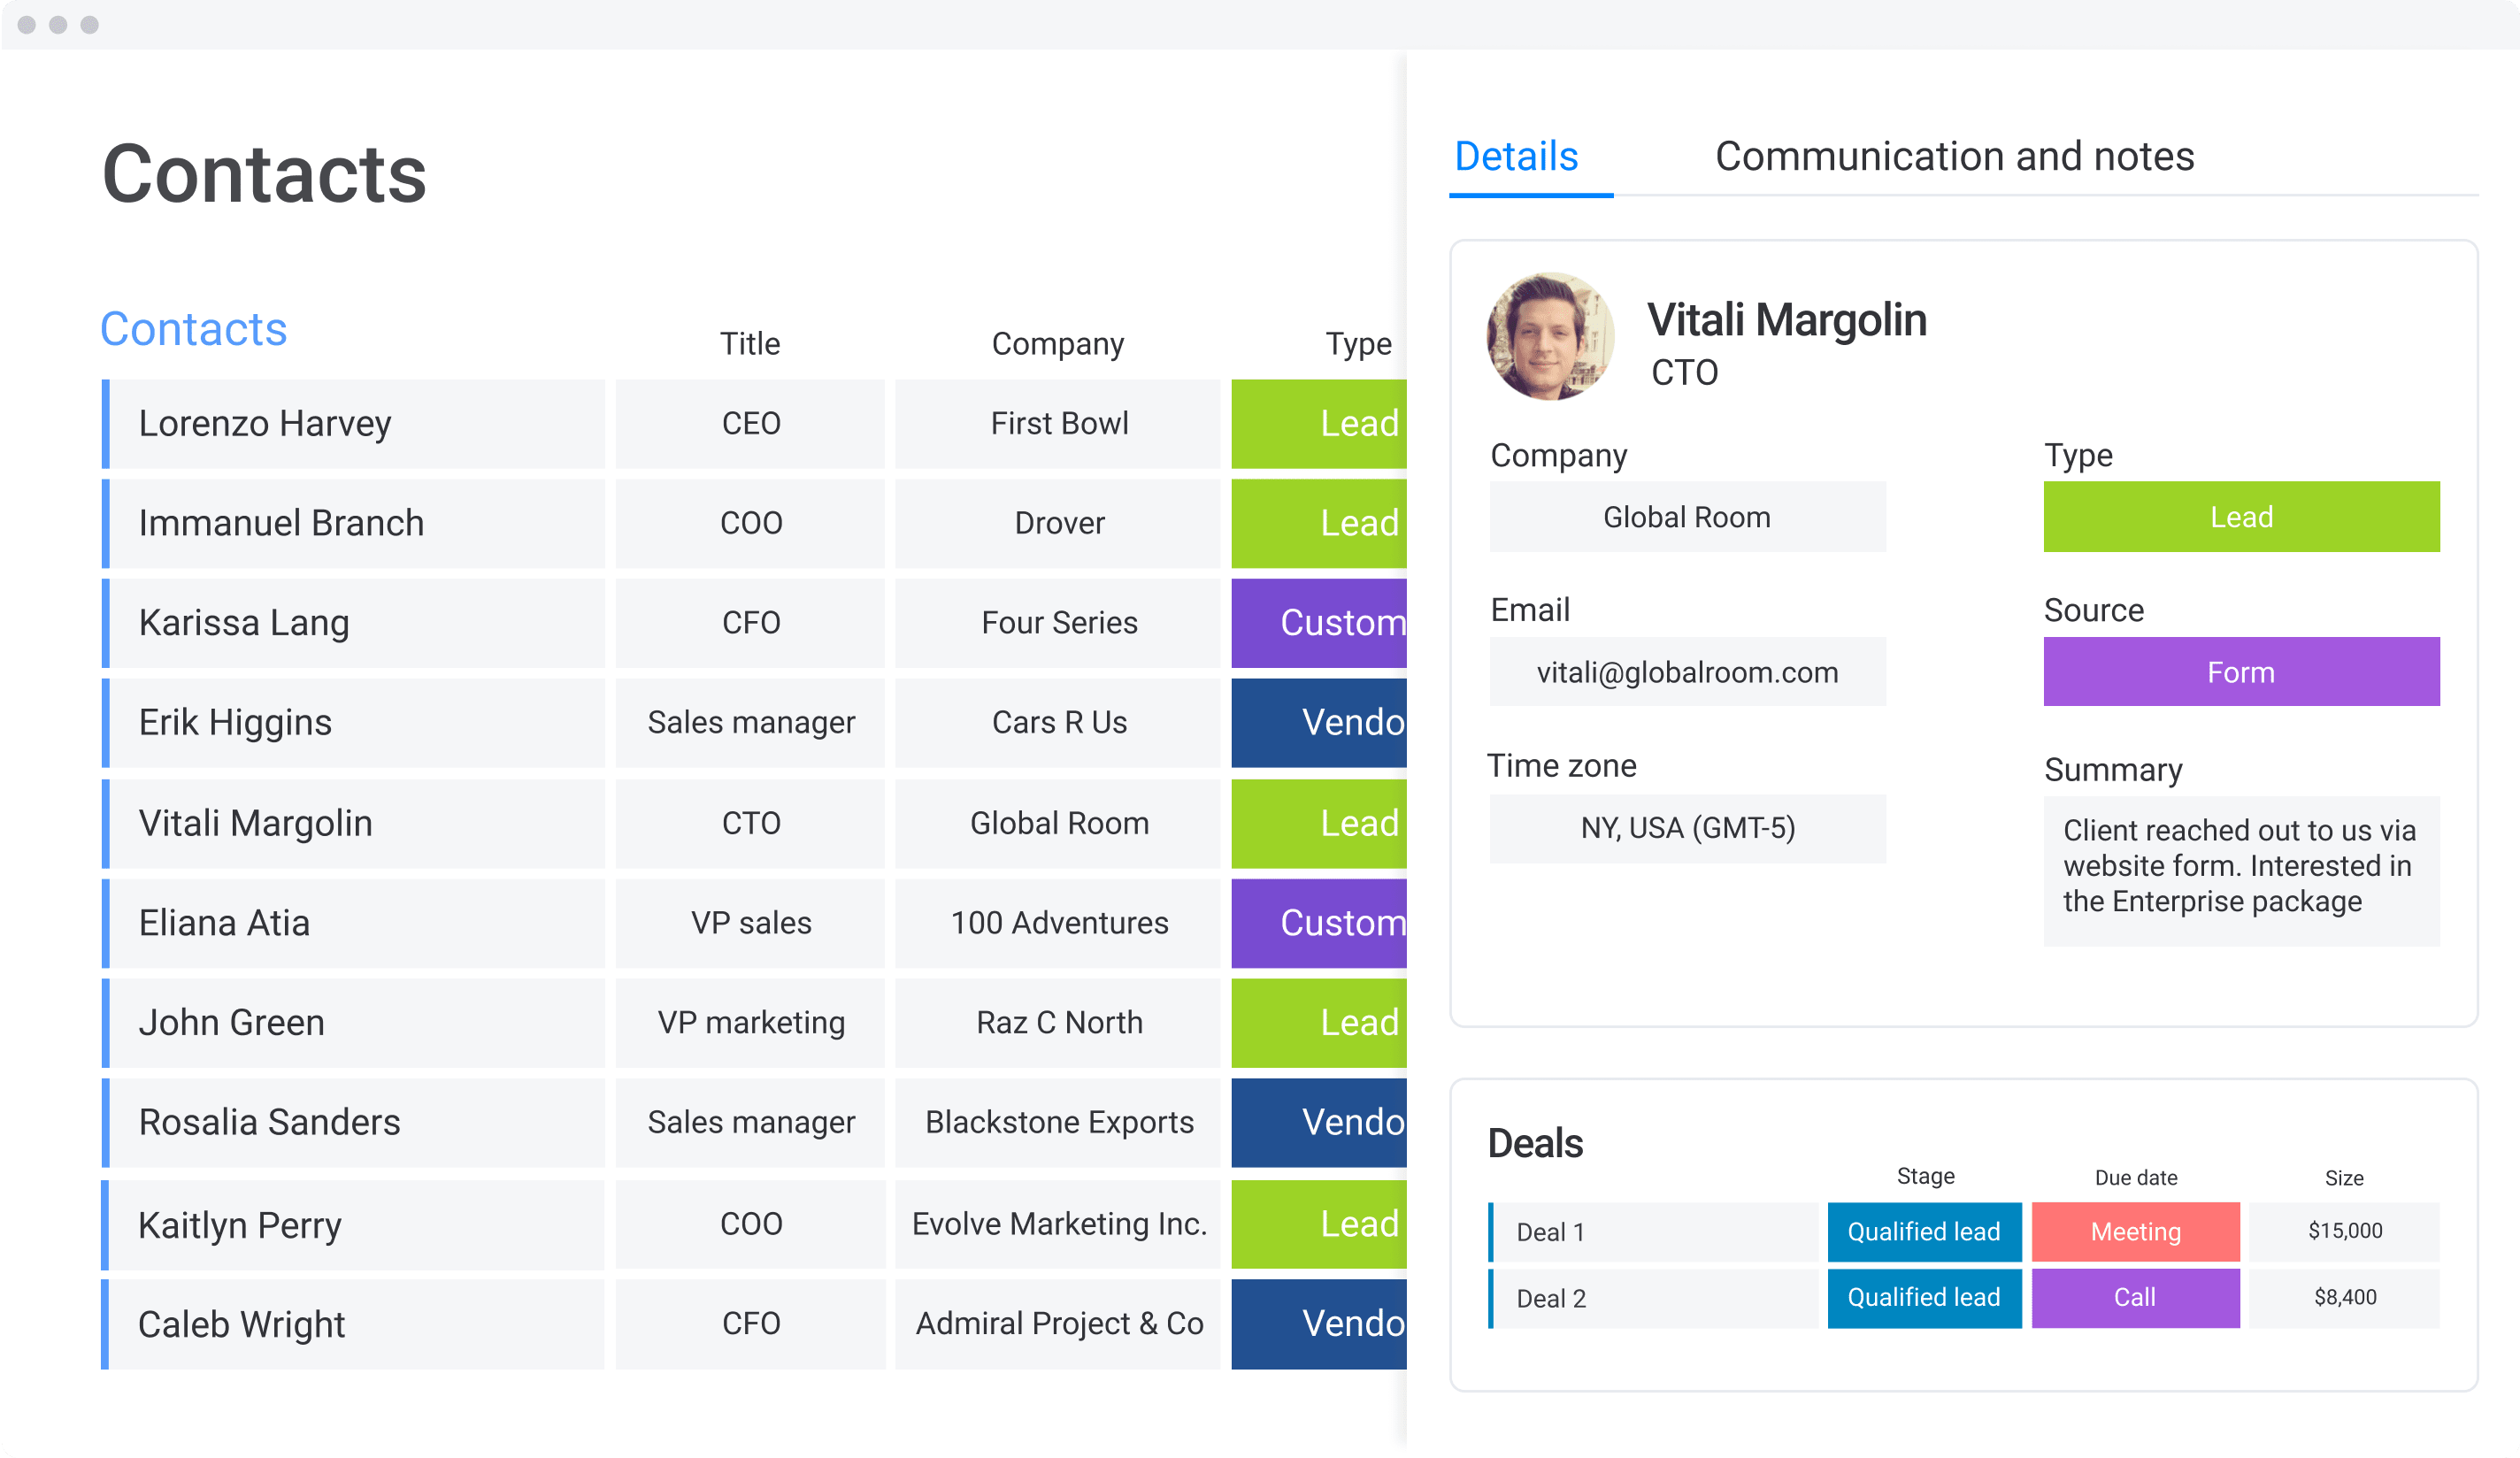 Contacts
Contacts Title Company Type
Lorenzo Harvey CEO First Bowl Lead
Immanuel Branch COO Drover Lead
Karissa Lang CFO Four Series Custom
Erik Higgins Sales manager Cars R Us Vendo
Vitali Margolin CTO Global Room Lead
Eliana Atia VP sales 100 Adventures Custom
John Green VP marketing Raz C North Lead
Rosalia Sanders Sales manager Blackstone Exports Vendo
Kaitlyn Perry COO Evolve Marketing Inc. Lead
Caleb Wright CFO Admiral Project & Co Vendo
Details Communication and notes
Vitali Margolin
CTO
Company Type
Global Room Lead
Email Source
vitali@globalroom.com Form
Time zone Summary
NY, USA (GMT-5)
Client reached out to us via
website form. Interested in
the Enterprise package
Deals
Stage Due date Size
Deal 1 Qualified lead Meeting $15,000
Deal 2 Qualified lead Call $8,400